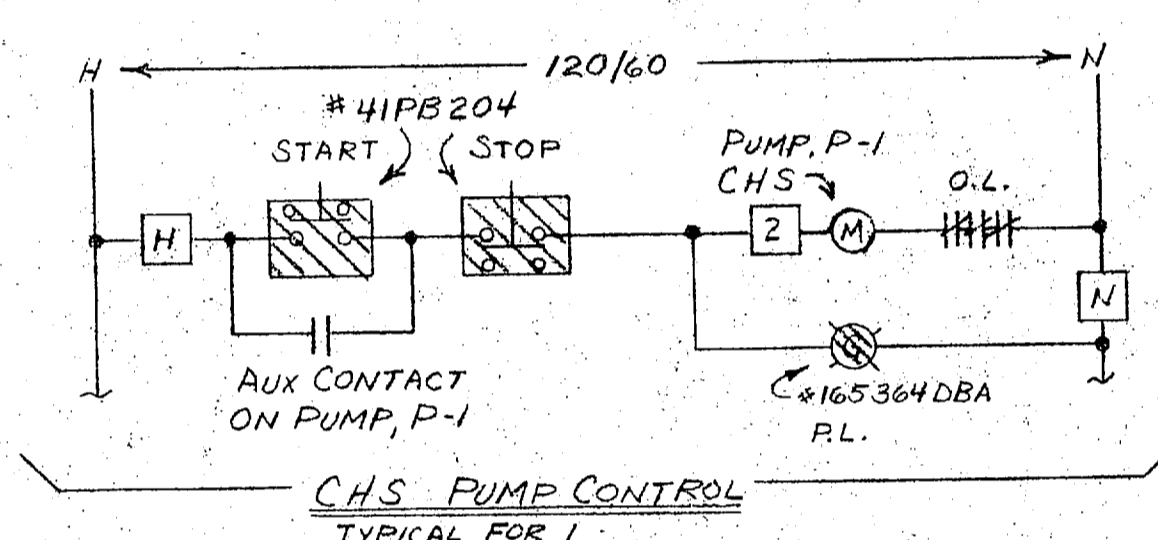 H 120/60 N
#41PB204
START STOP
PUMP, P-1
CHS
O.L.
H
2
M
N
G
AUX CONTACT
ON PUMP, P-1
#165364DBA
P.L.
CHS PUMP CONTROL
TYPICAL FOR 1